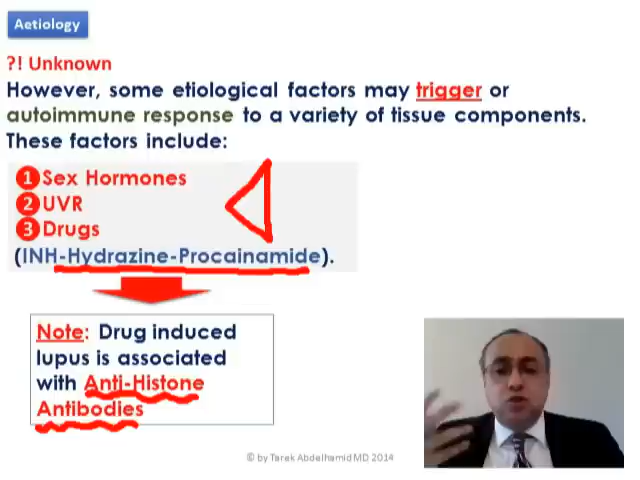 Aetiology
?! Unknown
However, some etiological factors may trigger or
autoimmune response to a variety of tissue components.
These factors include:
1 Sex Hormones
2 UVR
3 Drugs
(INH-Hydrazine-Procainamide).
Note: Drug induced
lupus is associated
with Anti-Histone
Antibodies
© by Tarek Abdelhamid MD 2014